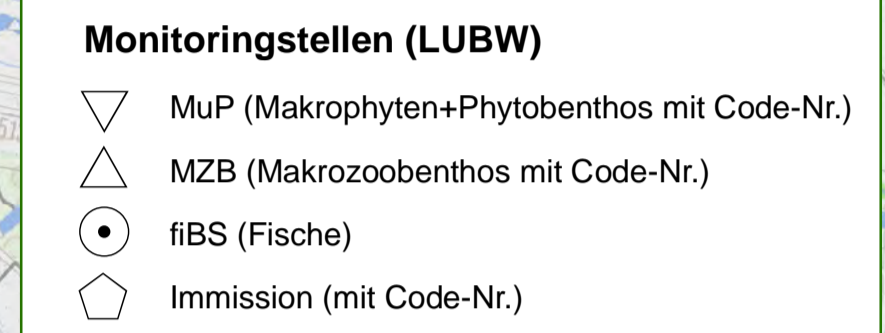 Monitoringstellen (LUBW)
MuP (Makrophyten+Phytobenthos mit Code-Nr.)
MZB (Makrozoobenthos mit Code-Nr.)
fiBS (Fische)
Immission (mit Code-Nr.)